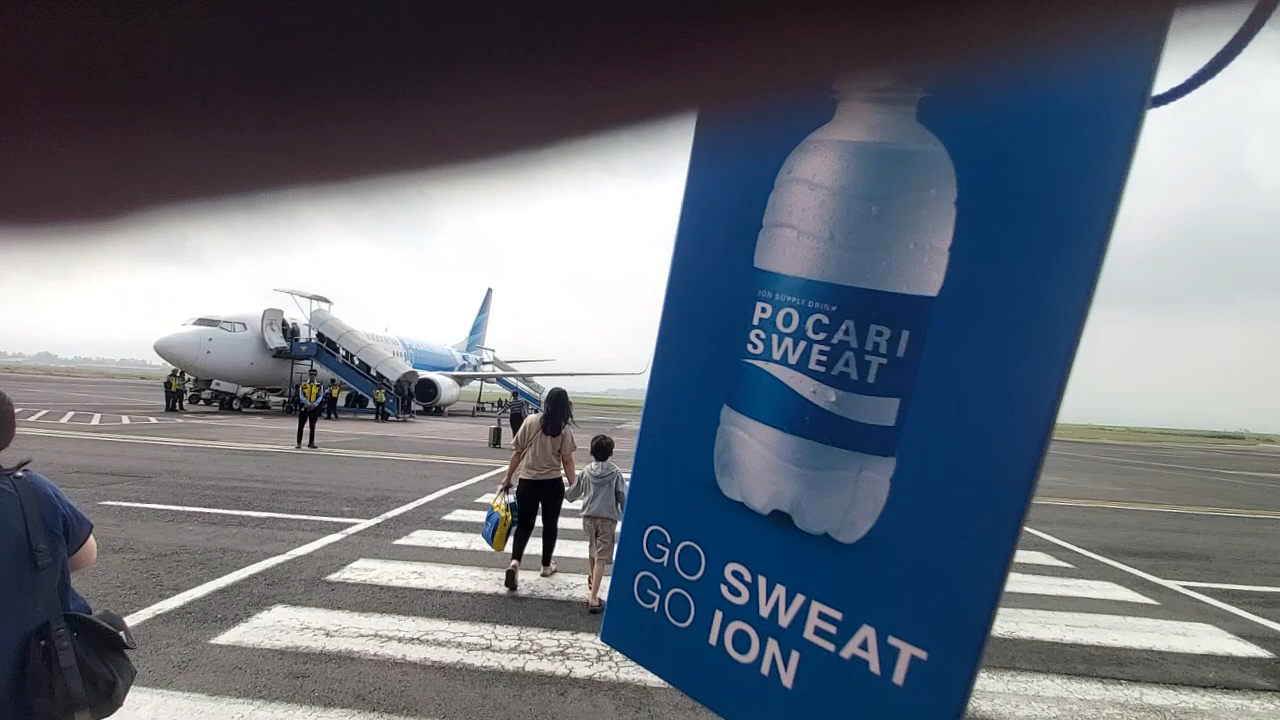 ION SUPPLY DRINK
POCARI
SWEAT
GO SWEAT
GO ION